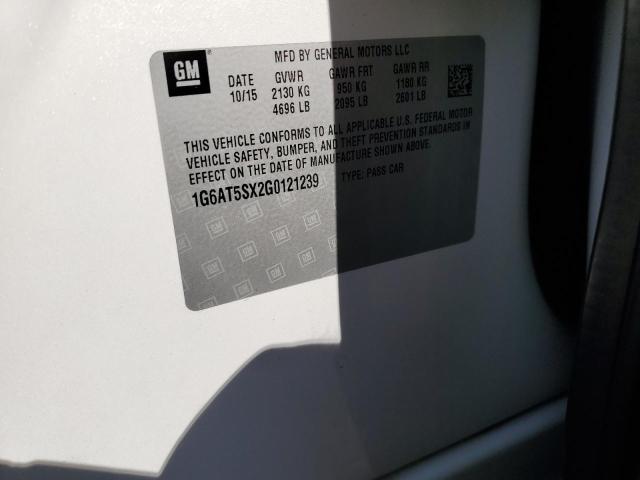 GM
MFD BY GENERAL MOTORS LLC
DATE GVWR GAWR FRT GAWR RR
10/15 2130 KG 950 KG 1180 KG
4696 LB 2095 LB 2601 LB
THIS VEHICLE CONFORMS TO ALL APPLICABLE U.S. FEDERAL MOTOR
VEHICLE SAFETY, BUMPER, AND THEFT PREVENTION STANDARDS IN
EFFECT ON THE DATE OF MANUFACTURE SHOWN ABOVE.
1G6AT5SX2G0121239 TYPE: PASS CAR